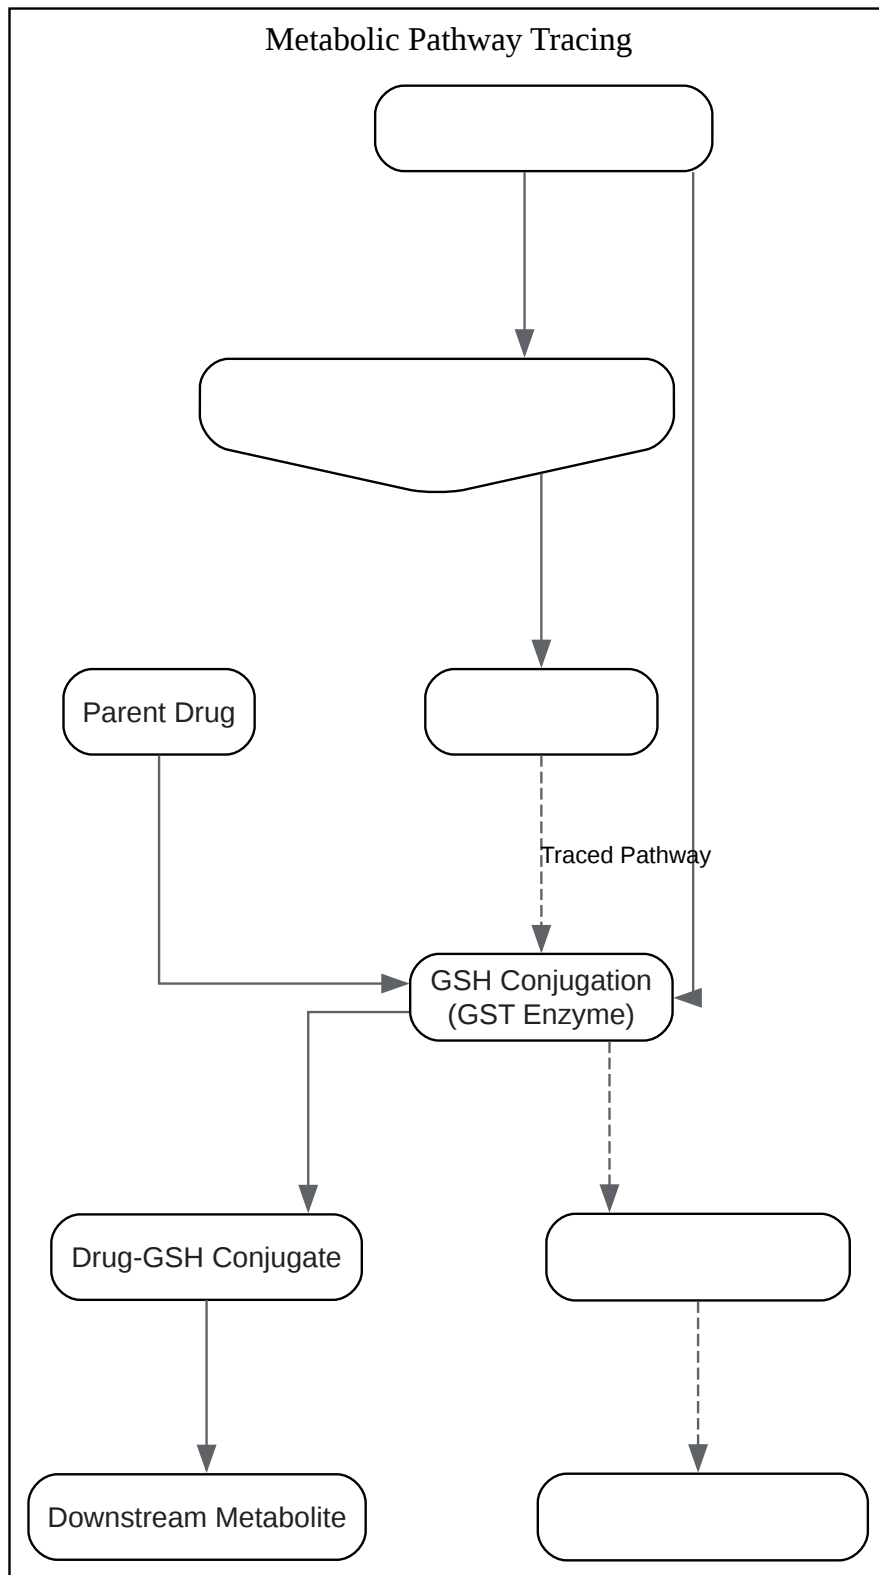 Metabolic Pathway Tracing
Parent Drug
Traced Pathway
GSH Conjugation
(GST Enzyme)
Drug-GSH Conjugate
Downstream Metabolite